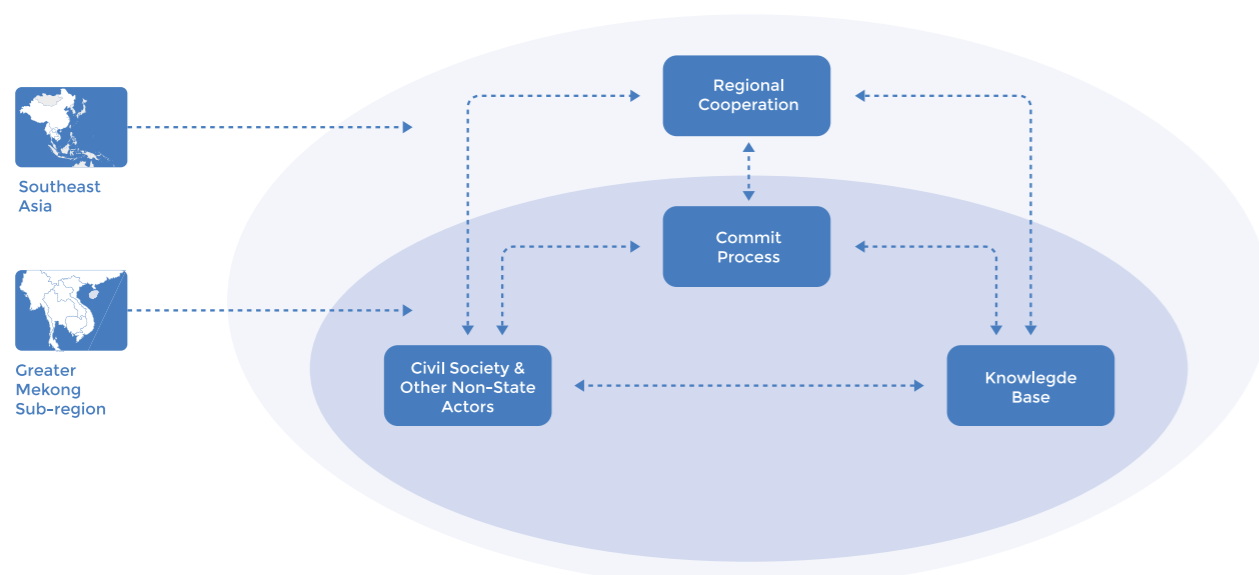 Regional
Cooperation
Southeast
Asia
Commit
Process
Greater
Mekong
Sub-region
Civil Society &
Other Non-State
Actors
Knowlegde
Base